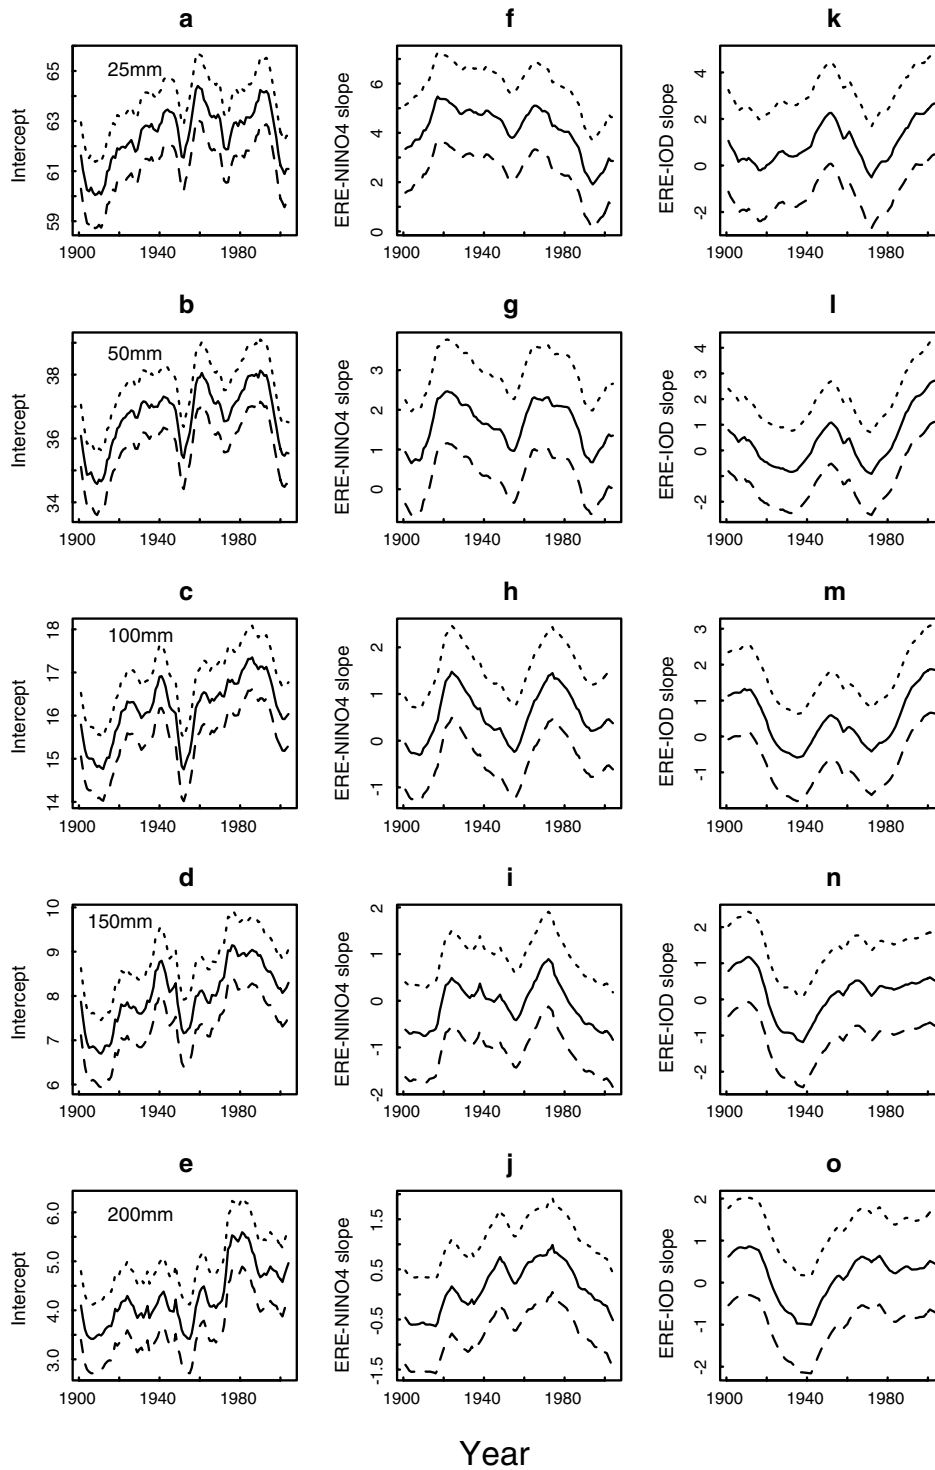 a
f
k
25mm
Intercept
59 61 63 65
ERE-NINO4 slope
0 2 4 6
ERE-IOD slope
-2 0 2 4
1900 1940 1980
1900 1940 1980
1900 1940 1980
b
g
l
50mm
Intercept
34 36 38
ERE-NINO4 slope
0 1 2 3
ERE-IOD slope
-2 0 1 2 3 4
1900 1940 1980
1900 1940 1980
1900 1940 1980
c
h
m
100mm
Intercept
14 15 16 17 18
ERE-NINO4 slope
-1 0 1 2
ERE-IOD slope
-1 0 1 2 3
1900 1940 1980
1900 1940 1980
1900 1940 1980
d
i
n
150mm
Intercept
6 7 8 9 10
ERE-NINO4 slope
-2 -1 0 1 2
ERE-IOD slope
-2 -1 0 1 2
1900 1940 1980
1900 1940 1980
1900 1940 1980
e
j
o
200mm
Intercept
3.0 4.0 5.0 6.0
ERE-NINO4 slope
-1.5 -0.5 0.5 1.5
ERE-IOD slope
-2 -1 0 1 2
1900 1940 1980
1900 1940 1980
1900 1940 1980
Year